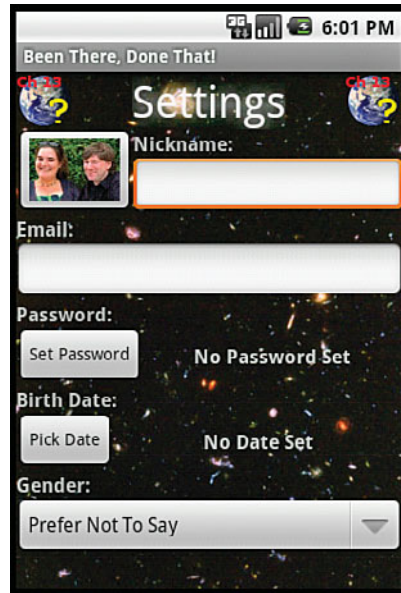 3G 6:01 PM
Been There, Done That!
Ch 23 Settings Ch 23
?
?
Nickname:
Email:
Password:
Set Password No Password Set
Birth Date:
Pick Date No Date Set
Gender:
Prefer Not To Say